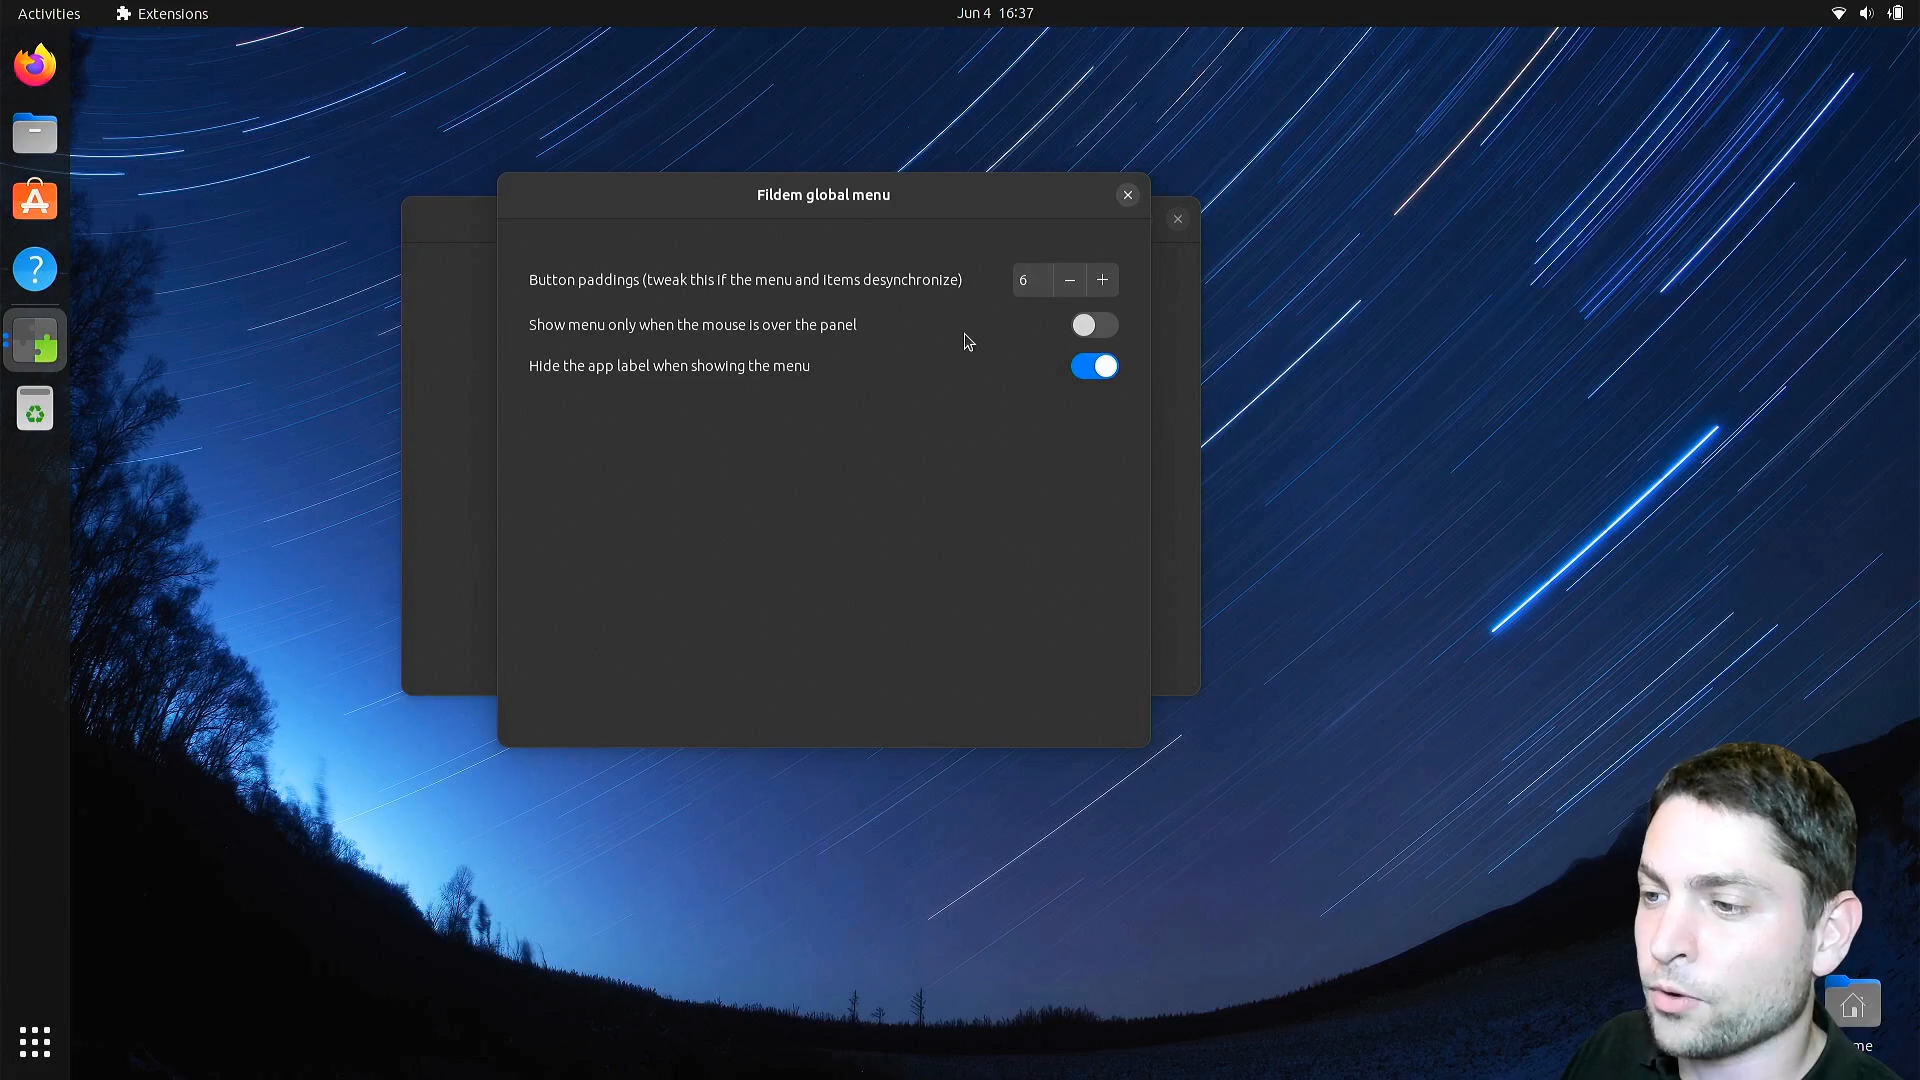 Activities
Extensions
Jun 4 16:37
Fildem global menu
Button paddings (tweak this if the menu and items desynchronize)
6
Show menu only when the mouse is over the panel
Hide the app label when showing the menu
me